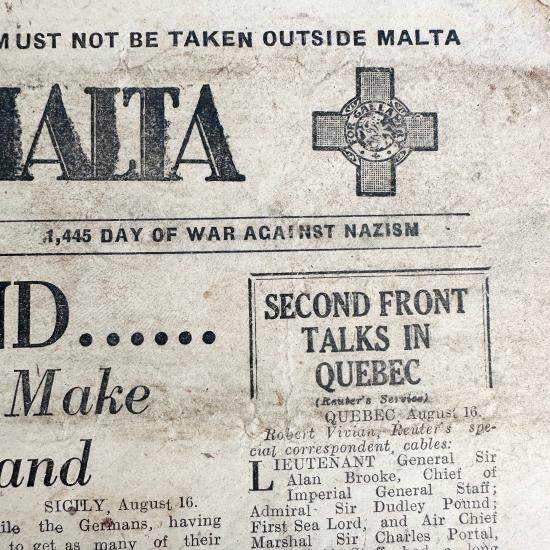 MUST NOT BE TAKEN OUTSIDE MALTA
MALTA
FOR GALLANTRY
1,445 DAY OF WAR AGAINST NAZISM
ND......
Make
and
SICILY, August 16.
ile the Germans, having
to get as many of their
SECOND FRONT
TALKS IN
QUEBEC
(Reuter's Service)
QUEBEC August 16.
Robert Vivian, Reuter's spe-
cial correspondent, cables:
LIEUTENANT General Sir
Alan Brooke, Chief of
Imperial General Staff;
Admiral Sir Dudley Pound;
First Sea Lord, and Air Chief
Marshal Sir Charles Portal,